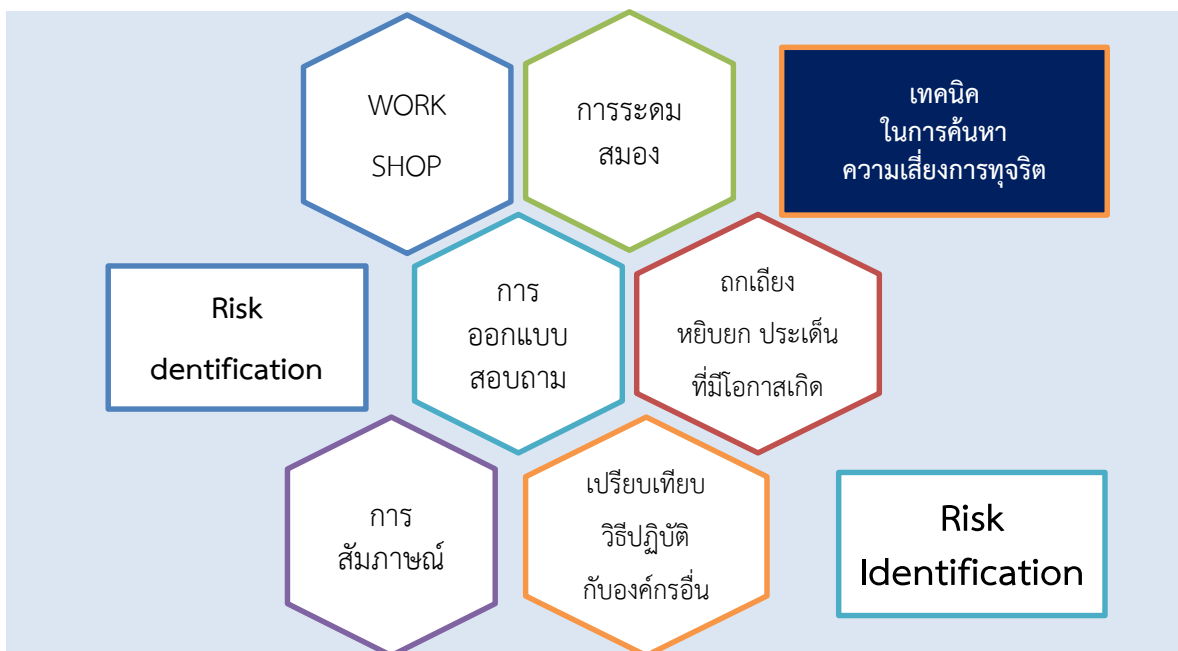 WORK
SHOP
การระดม
สมอง
เทคนิค
ในการค้นหา
ความเสี่ยงการทุจริต
Risk
dentification
การ
ออกแบบ
สอบถาม
ถกเถียง
หยิบยก ประเด็น
ที่มีโอกาสเกิด
การ
สัมภาษณ์
เปรียบเทียบ
วิธีปฏิบัติ
กับองค์กรอื่น
Risk
Identification